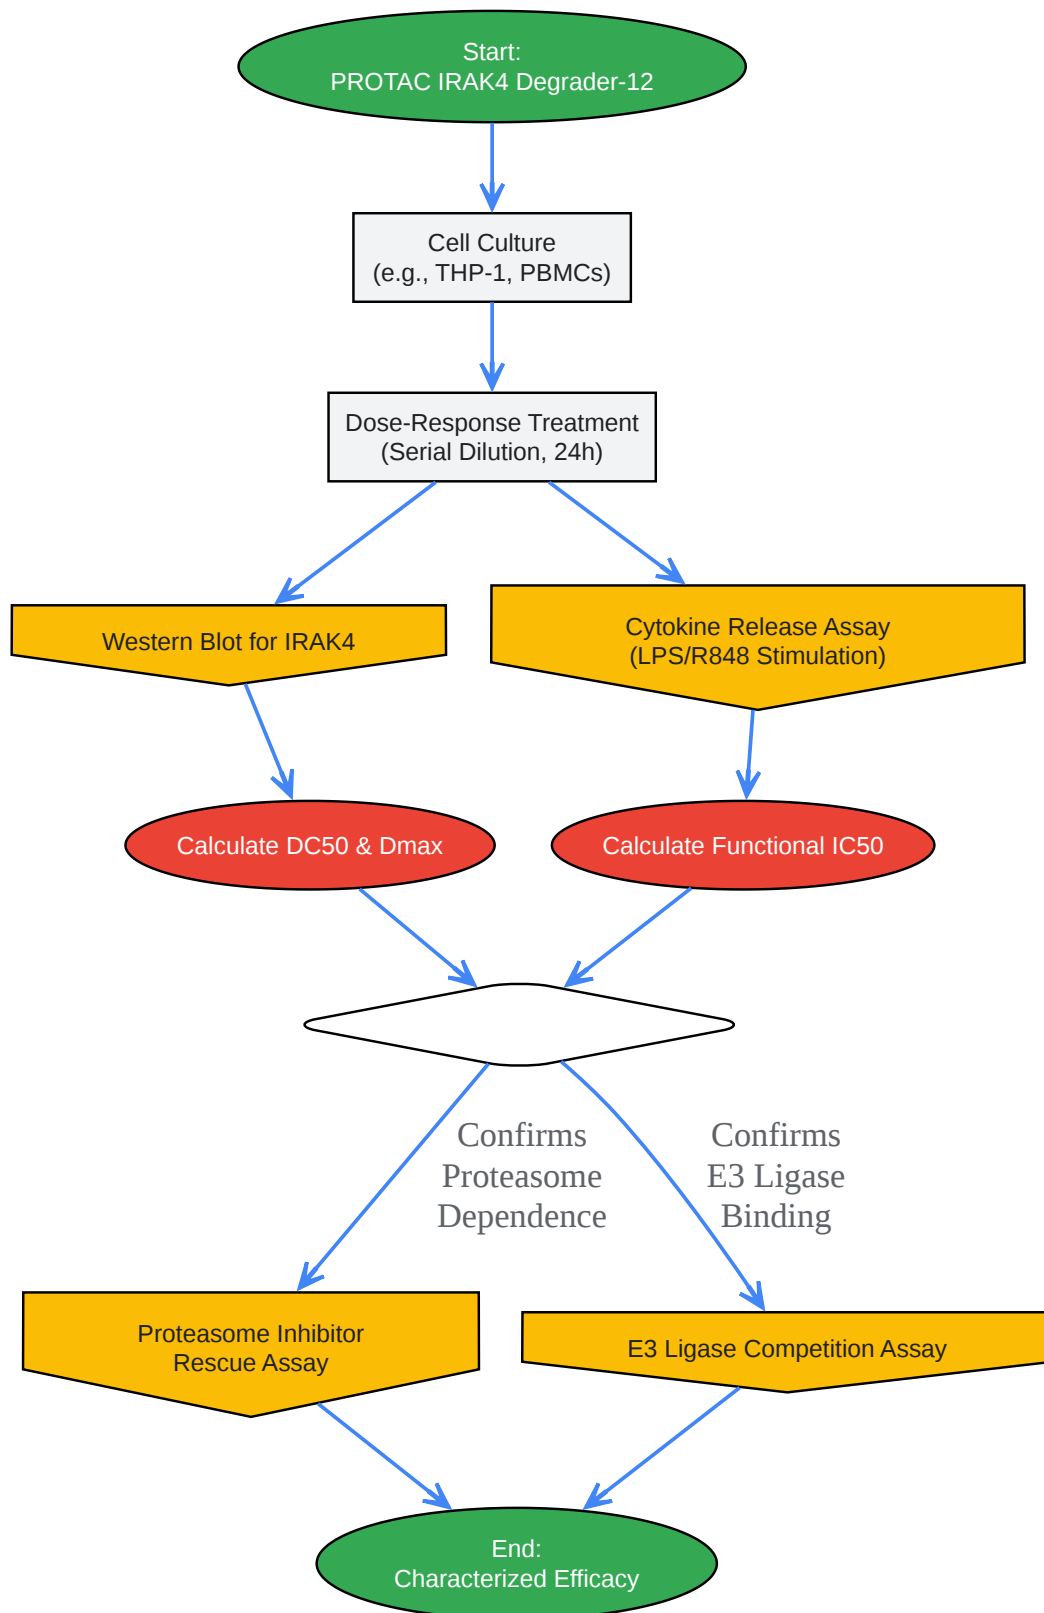 Start:
PROTAC IRAK4 Degrader-12
Cell Culture
(e.g., THP-1, PBMCs)
Dose-Response Treatment
(Serial Dilution, 24h)
Western Blot for IRAK4
Cytokine Release Assay
(LPS/R848 Stimulation)
Calculate DC50 & Dmax
Calculate Functional IC50
Confirms
Proteasome
Dependence
Confirms
E3 Ligase
Binding
Proteasome Inhibitor
Rescue Assay
E3 Ligase Competition Assay
End:
Characterized Efficacy